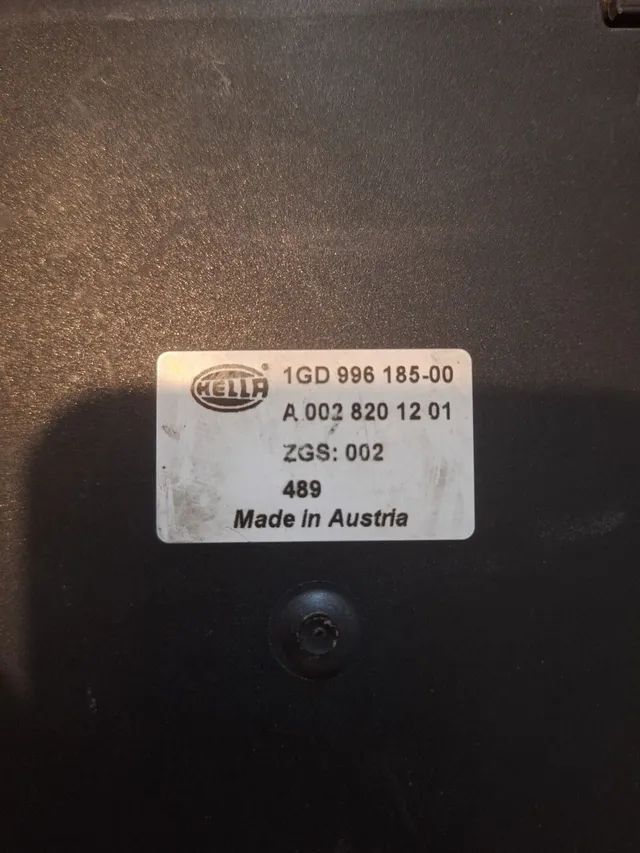 HELLA® 1GD 996 185-00
A 002 820 12 01
ZGS: 002
489
Made in Austria